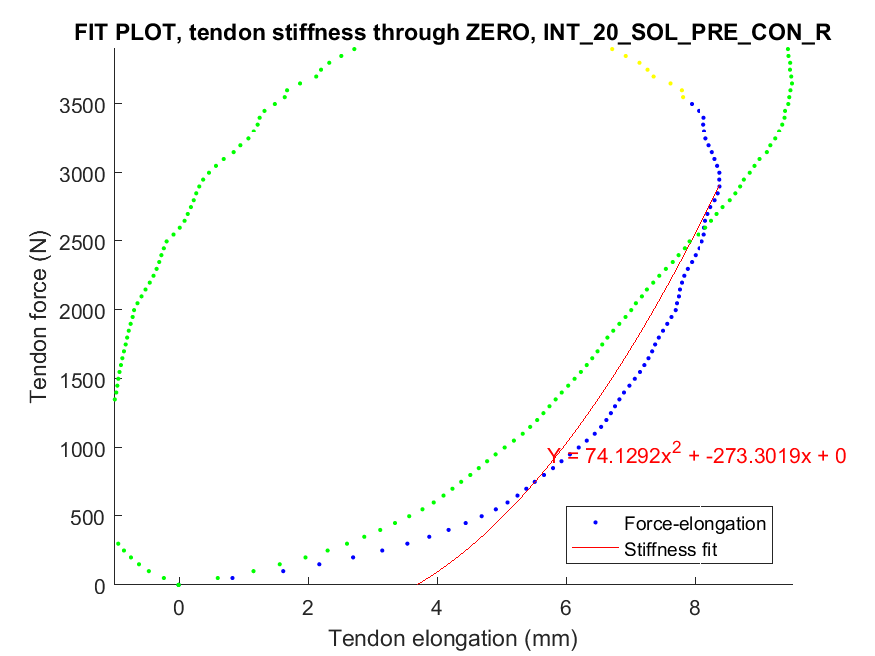 FIT PLOT, tendon stiffness through ZERO, INT_20_SOL_PRE_CON_R
Tendon force (N)
3500
3000
2500
2000
1500
1000
500
0
Y = 74.1292x² + -273.3019x + 0
Force-elongation
Stiffness fit
0 2 4 6 8
Tendon elongation (mm)